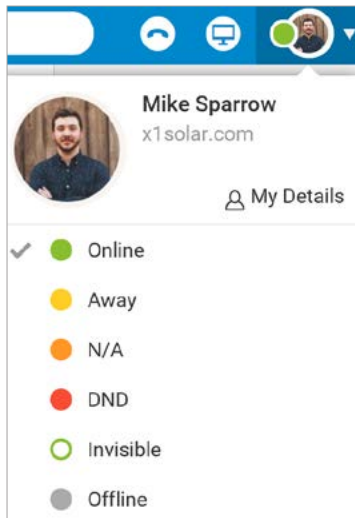 Mike Sparrow
x1solar.com
My Details
Online
Away
N/A
DND
Invisible
Offline